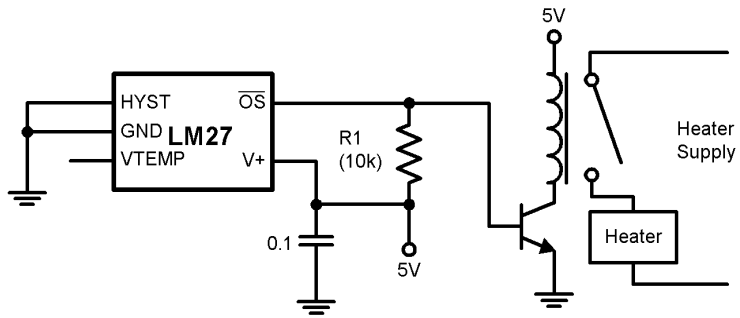 5V
HYST
GND
VTEMP
LM27
OS
V+
R1
(10k)
0.1
5V
Heater
Supply
Heater